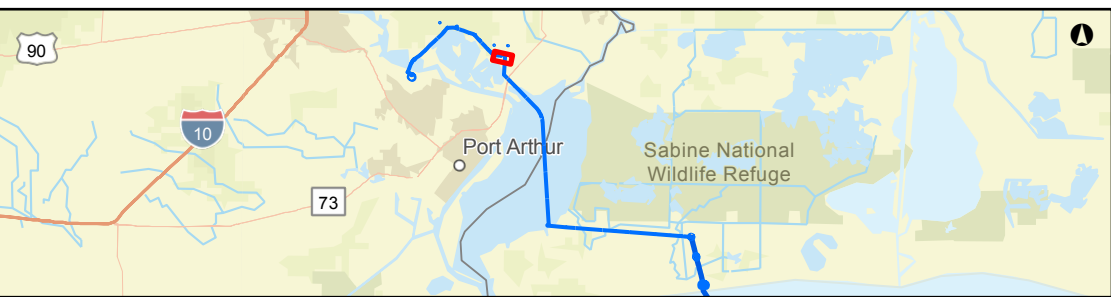 90
10
Port Arthur
Sabine National
Wildlife Refuge
73